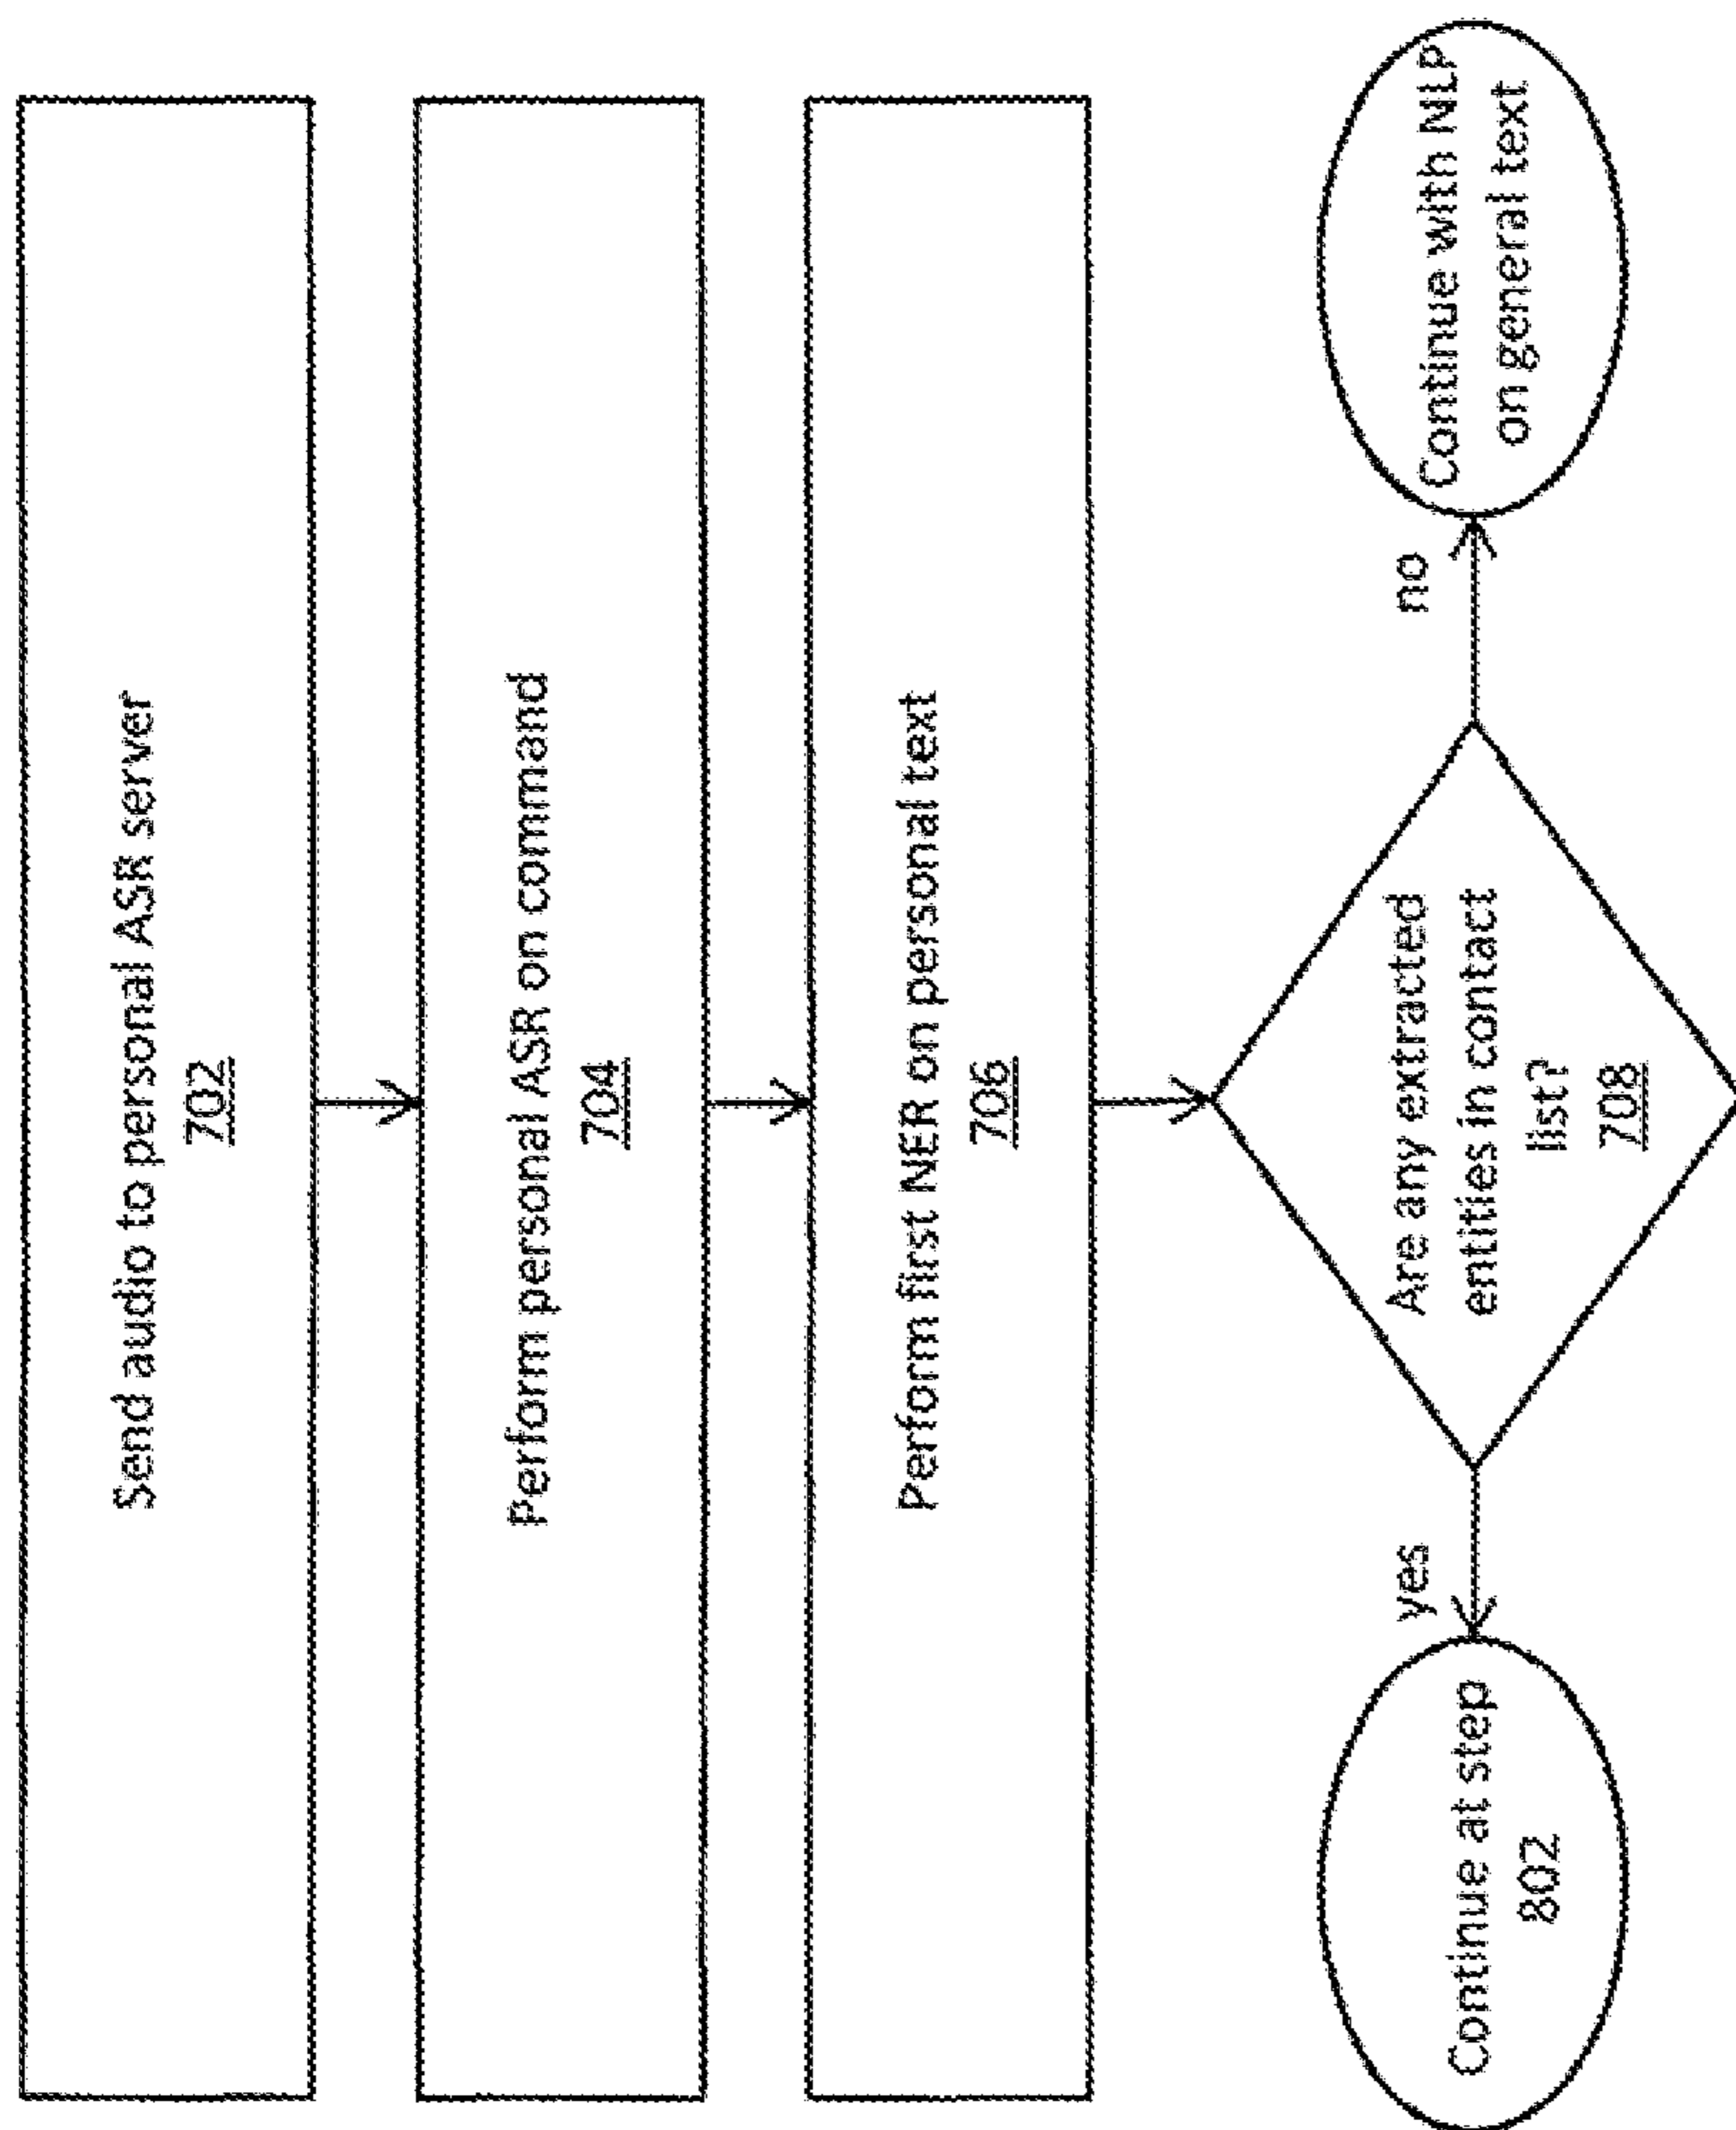 Send audio to personal ASR server
702
Perform personal ASR on command
704
Perform first NER on personal text
706
Are any extracted
entities in contact
list?
708
yes
Continue at step
802
no
Continue with NLP
on general text